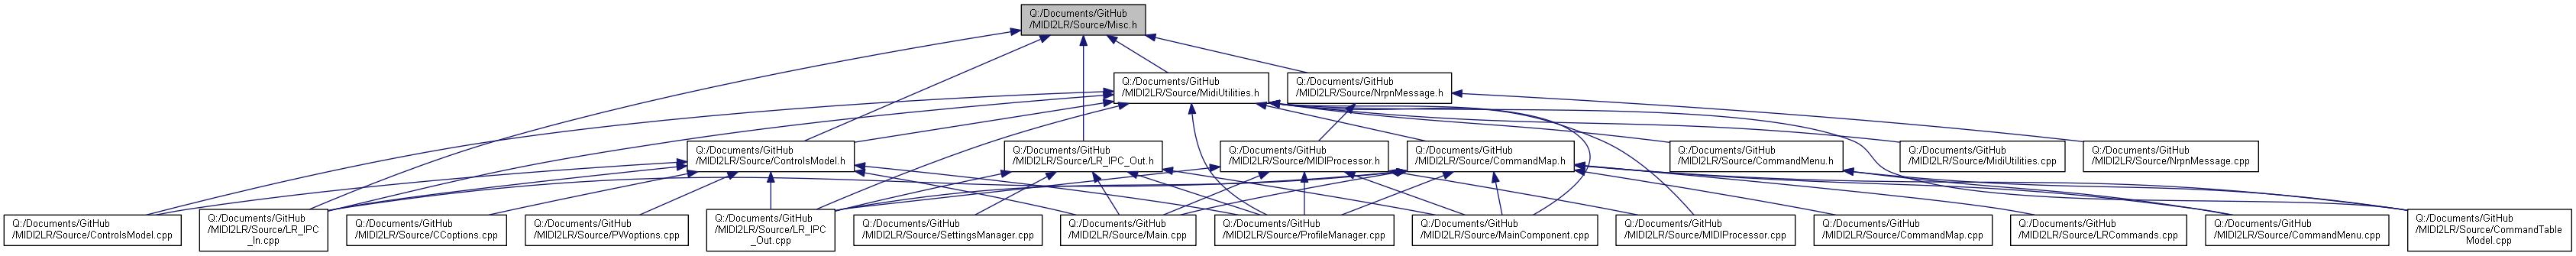 Q:/Documents/GitHub
/MIDI2LR/Source/Misc.h
Q:/Documents/GitHub
/MIDI2LR/Source/MidiUtilities.h
Q:/Documents/GitHub
/MIDI2LR/Source/NrpnMessage.h
Q:/Documents/GitHub
/MIDI2LR/Source/ControlsModel.h
Q:/Documents/GitHub
/MIDI2LR/Source/LR_IPC_Out.h
Q:/Documents/GitHub
/MIDI2LR/Source/MIDIProcessor.h
Q:/Documents/GitHub
/MIDI2LR/Source/CommandMap.h
Q:/Documents/GitHub
/MIDI2LR/Source/CommandMenu.h
Q:/Documents/GitHub
/MIDI2LR/Source/MidiUtilities.cpp
Q:/Documents/GitHub
/MIDI2LR/Source/NrpnMessage.cpp
Q:/Documents/GitHub
/MIDI2LR/Source/ControlsModel.cpp
Q:/Documents/GitHub
/MIDI2LR/Source/LR_IPC
_In.cpp
Q:/Documents/GitHub
/MIDI2LR/Source/CCoptions.cpp
Q:/Documents/GitHub
/MIDI2LR/Source/PWoptions.cpp
Q:/Documents/GitHub
/MIDI2LR/Source/LR_IPC
_Out.cpp
Q:/Documents/GitHub
/MIDI2LR/Source/SettingsManager.cpp
Q:/Documents/GitHub
/MIDI2LR/Source/Main.cpp
Q:/Documents/GitHub
/MIDI2LR/Source/ProfileManager.cpp
Q:/Documents/GitHub
/MIDI2LR/Source/MainComponent.cpp
Q:/Documents/GitHub
/MIDI2LR/Source/MIDIProcessor.cpp
Q:/Documents/GitHub
/MIDI2LR/Source/CommandMap.cpp
Q:/Documents/GitHub
/MIDI2LR/Source/LRCommands.cpp
Q:/Documents/GitHub
/MIDI2LR/Source/CommandMenu.cpp
Q:/Documents/GitHub
/MIDI2LR/Source/CommandTable
Model.cpp